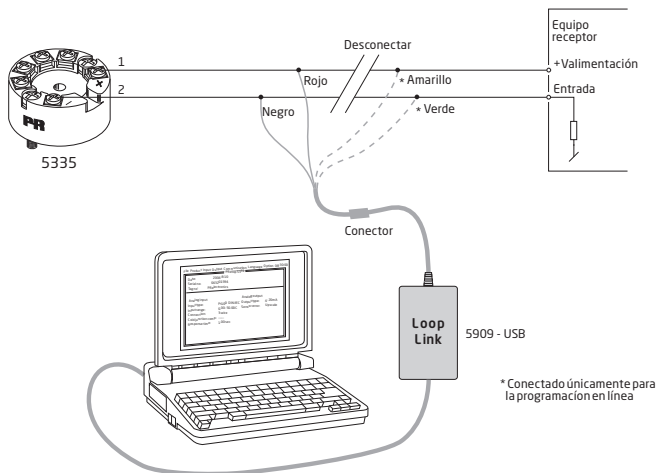 Equipo
receptor
Desconectar
1
+Valimentación
Rojo
* Amarillo
2
Entrada
Negro
* Verde
PR
5335
Conector
Loop
Link
5909 - USB
* Conectado únicamente para
la programacíon en línea